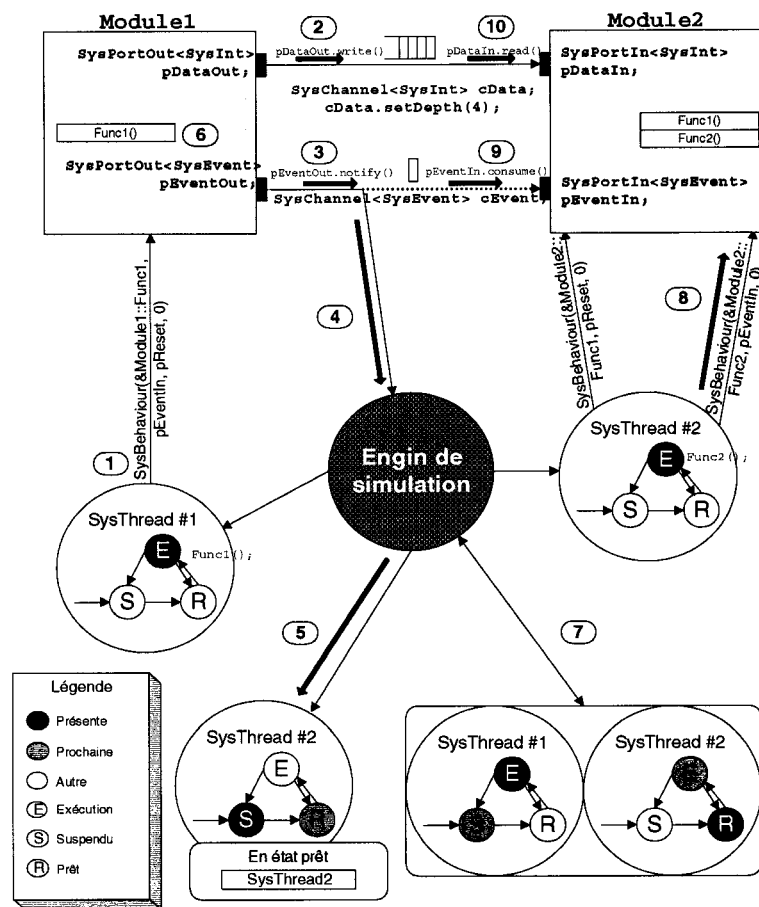 Module1
2
10
Module2
SysPortOut<SysInt>
pDataOut;
pDataOut.write()
pDataIn.read()
SysPortIn<SysInt>
pDataIn;
SysChannel<SysInt> cData;
cData.setDepth(4);
Func1()
6
Func1()
Func2()
3
9
SysPortOut<SysEvent>
pEventOut;
pEventOut.notify()
pEventIn.consume()
SysPortIn<SysEvent>
pEventIn;
SysChannel<SysEvent> cEvent;
SysBehaviour(&Module1::Func1,
pEventIn, pReset, 0)
4
SysBehaviour(&Module2::
Func1, pReset, 0)
8
SysBehaviour(&Module2::
Func2, pEventIn, 0)
1
Engin de
simulation
SysThread #2
E
Func2();
S
R
SysThread #1
E
Func1();
S
R
5
7
Légende
Présente
Prochaine
Autre
E
Exécution
S
Suspendu
R
Prêt
SysThread #2
E
S
En état prêt
SysThread2
SysThread #1
E
R
SysThread #2
S
R